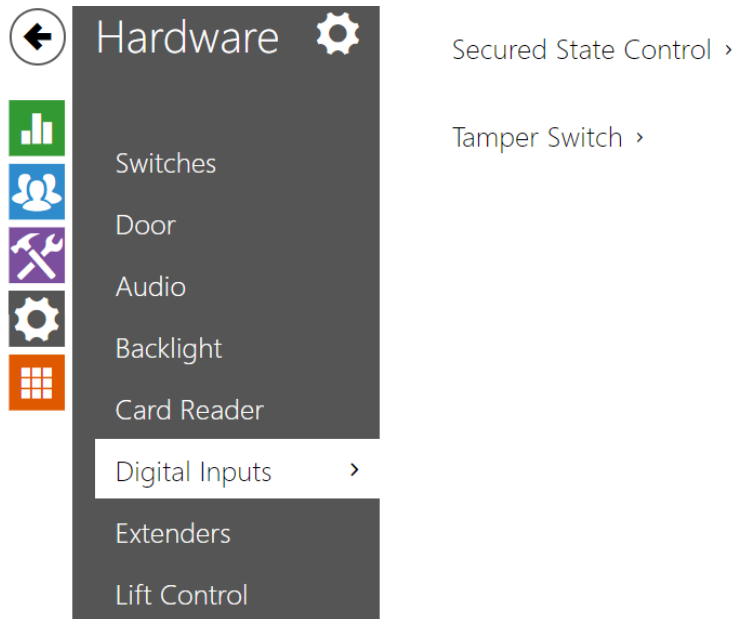 Hardware
Switches
Door
Audio
Backlight
Card Reader
Digital Inputs
Extenders
Lift Control
Secured State Control
Tamper Switch